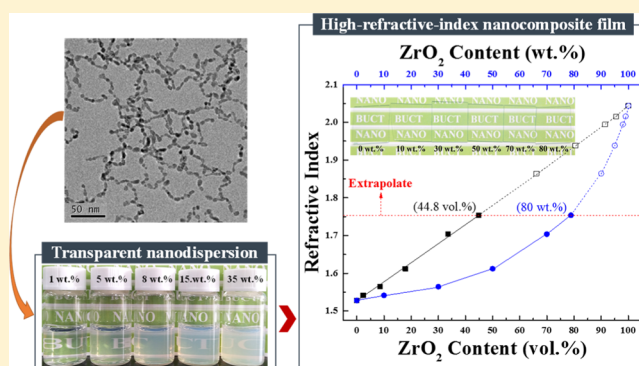 High-refractive-index nanocomposite film
ZrO2 Content (wt.%)
0 10 20 30 40 50 60 70 80 90 100
2.1
2.0
1.9
1.8
1.7
1.6
1.5
Refractive Index
NANO NANO NANO NANO NANO NANO
BUCT BUCT BUCT BUCT BUCT BUCT
NANO NANO NANO NANO NANO NANO
0 wt.% 10 wt.% 30 wt.% 50 wt.% 70 wt.% 80 wt.%
Extrapolate
(44.8 vol.%)
(80 wt.%)
0 10 20 30 40 50 60 70 80 90 100
ZrO2 Content (vol.%)
50 nm
Transparent nanodispersion
1 wt.% 5 wt.% 8 wt.% 15.wt.% 35 wt.%
NANO NANO NANO